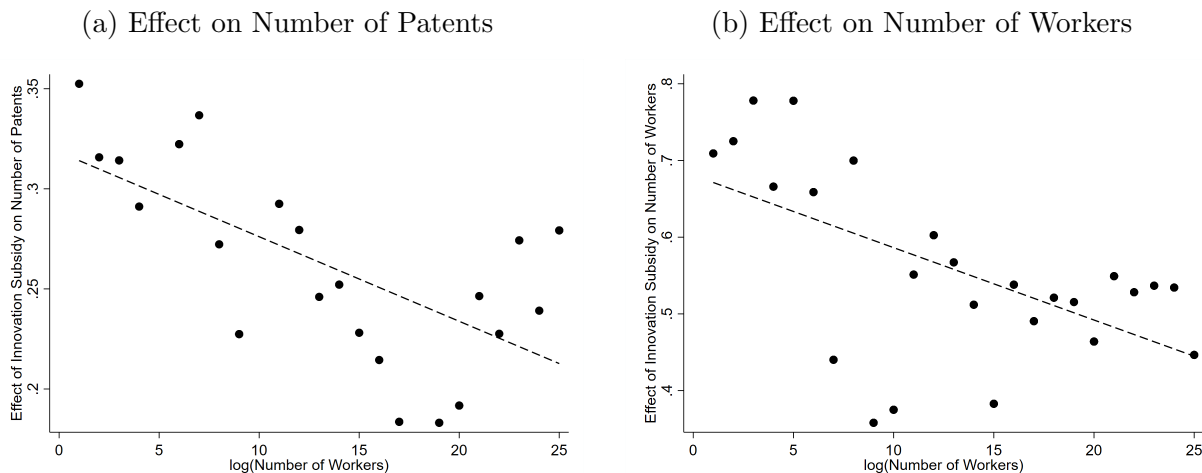 (a) Effect on Number of Patents
Effect of Innovation Subsidy on Number of Patents
.35
.3
.25
.2
0 5 10 15 20 25
log(Number of Workers)
(b) Effect on Number of Workers
Effect of Innovation Subsidy on Number of Workers
.8
.7
.6
.5
.4
0 5 10 15 20 25
log(Number of Workers)